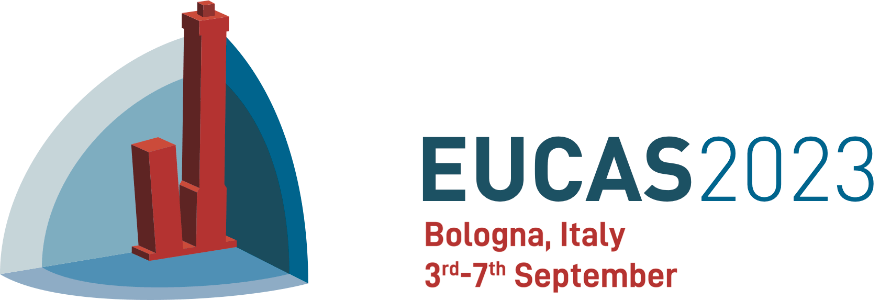 EUCAS2023
Bologna, Italy
3rd-7th September